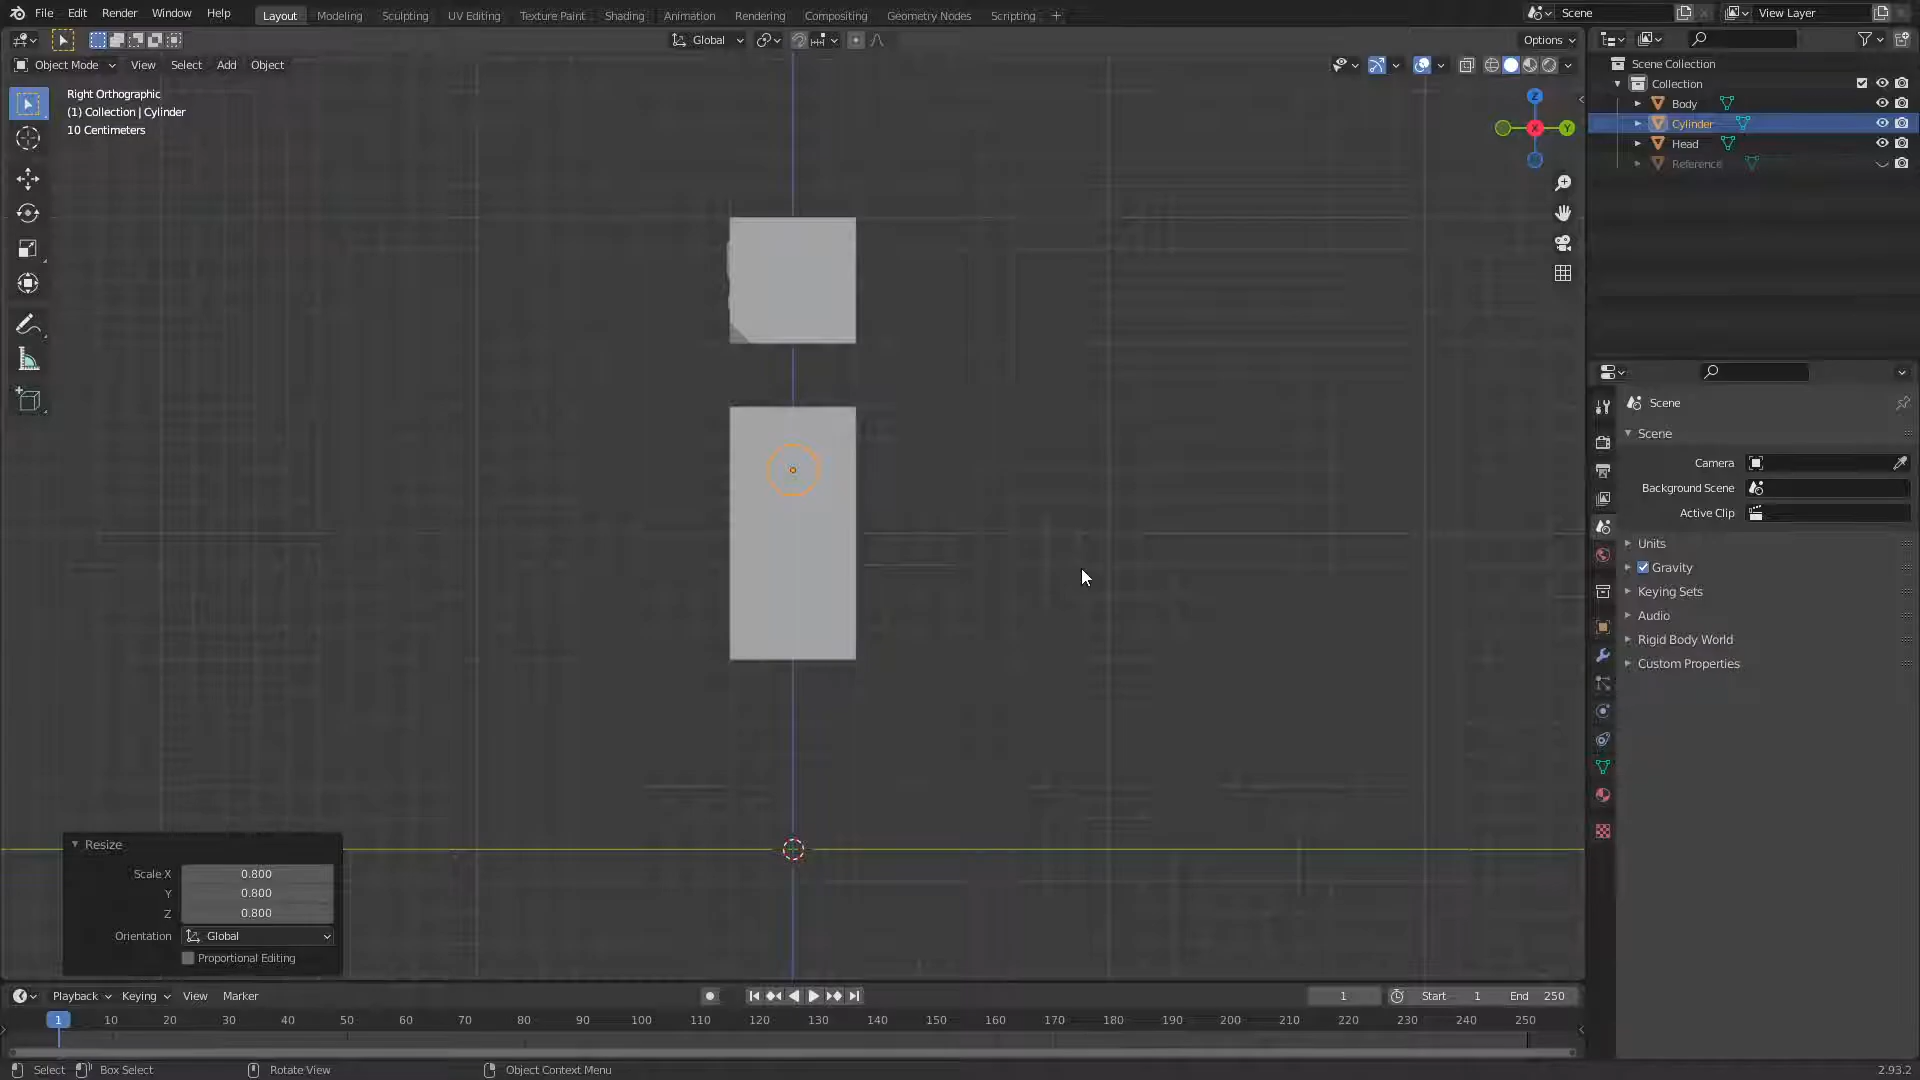 File Edit Render Window Help Layout Modeling Sculpting UV Editing Texture Paint Shading Animation Rendering Compositing Geometry Nodes Scripting + Scene View Layer
Global Options
Object Mode View Select Add Object
Right Orthographic
(1) Collection | Cylinder
10 Centimeters
Z
Y
X
Scene Collection
Collection
Body
Cylinder
Head
Reference
Scene
Scene
Camera
Background Scene
Active Clip
Units
Gravity
Keying Sets
Audio
Rigid Body World
Custom Properties
Resize
Scale X 0.800
Y 0.800
Z 0.800
Orientation Global
Proportional Editing
Playback Keying View Marker 1 Start 1 End 250
1 10 20 30 40 50 60 70 80 90 100 110 120 130 140 150 160 170 180 190 200 210 220 230 240 250
Select Box Select Rotate View Object Context Menu 2.93.2